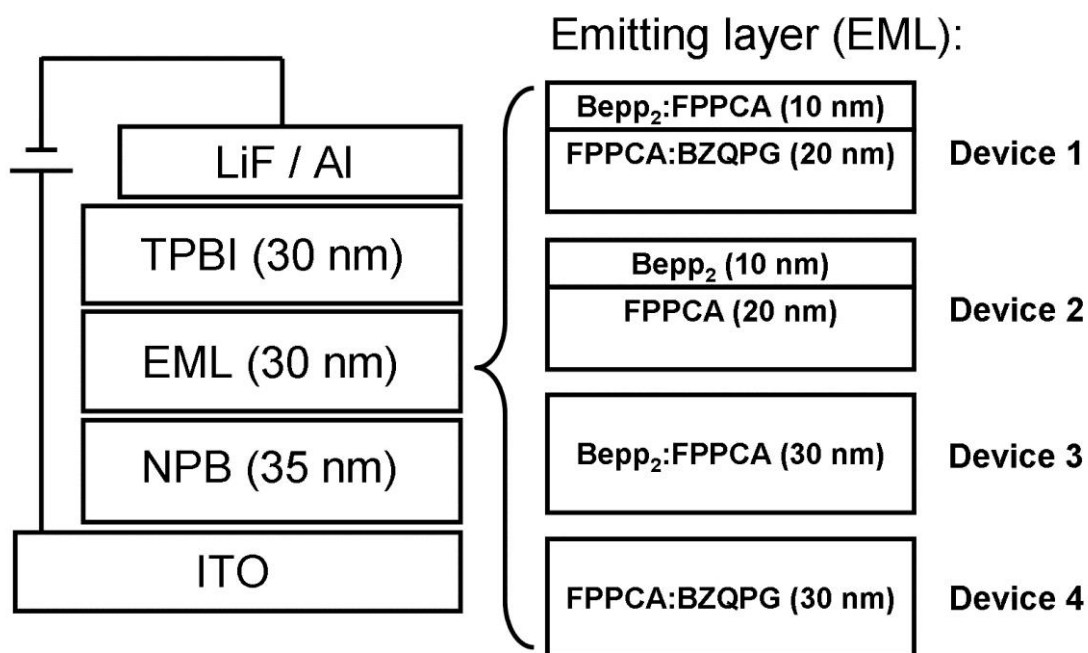 Emitting layer (EML):
LiF / Al
TPBI (30 nm)
EML (30 nm)
NPB (35 nm)
ITO
Bepp₂:FPPCA (10 nm)
FPPCA:BZQPG (20 nm)
Device 1
Bepp₂ (10 nm)
FPPCA (20 nm)
Device 2
Bepp₂:FPPCA (30 nm)
Device 3
FPPCA:BZQPG (30 nm)
Device 4